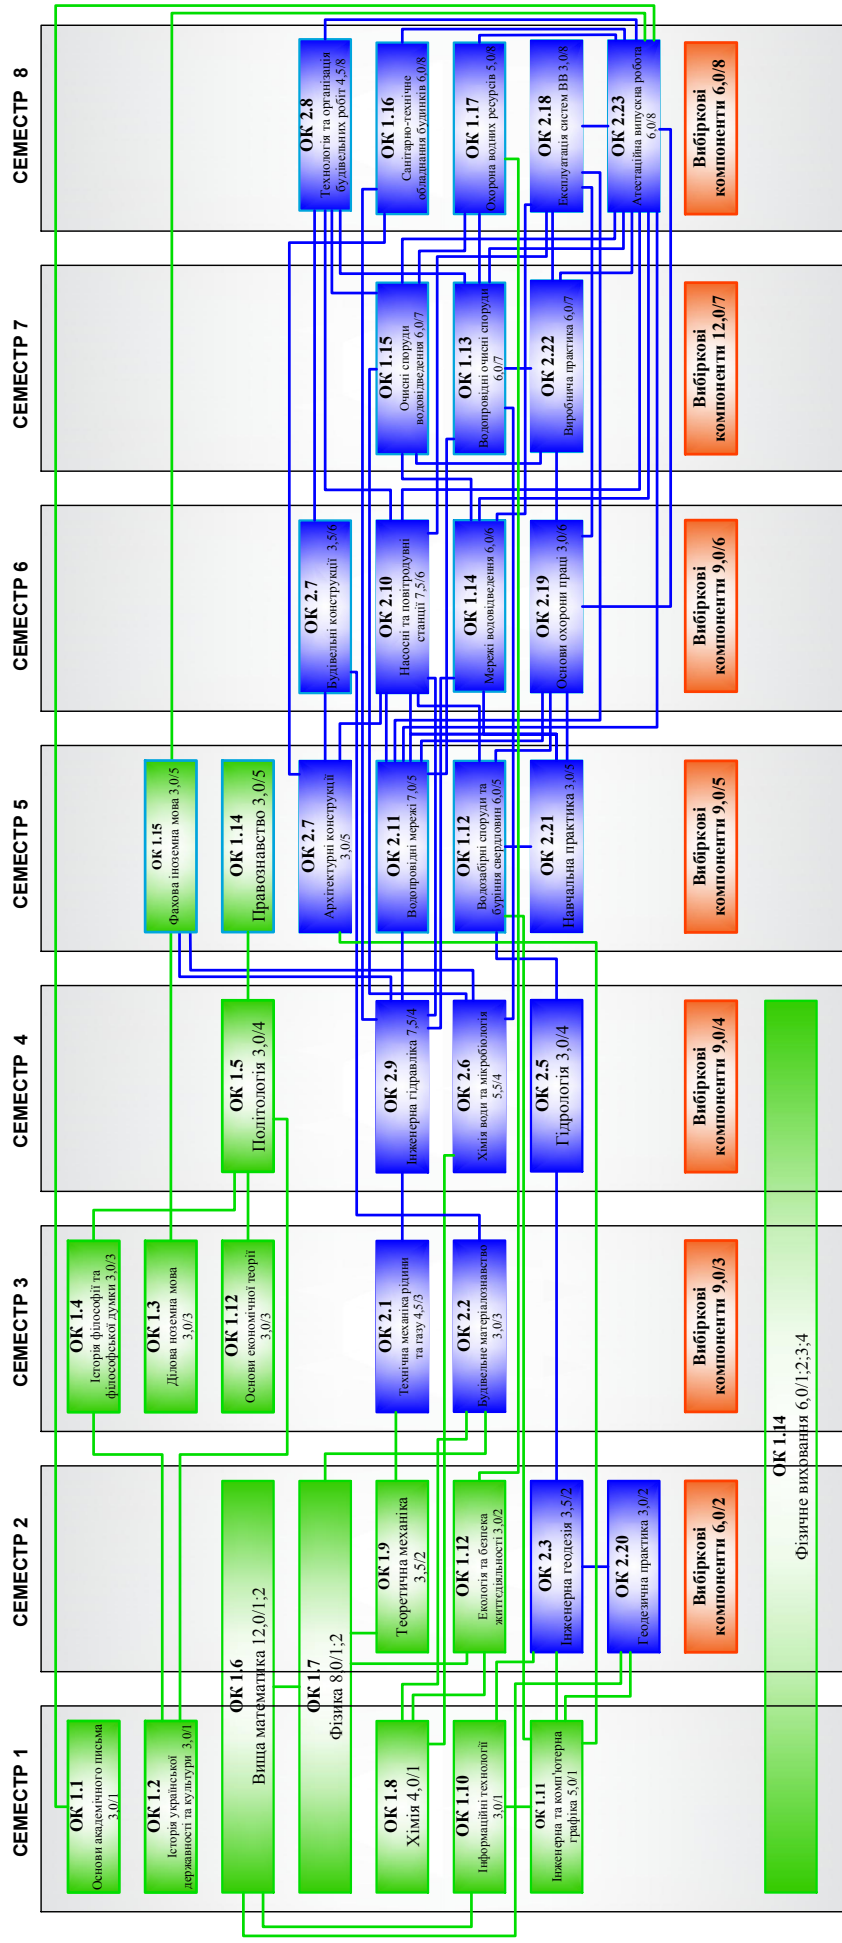 СЕМЕСТР 1
ОК 1.1
Основи академічного письма
3,0/1
ОК 1.2
Історія української
державності та культури 3,0/1
ОК 1.6
Вища математика 12,0/1;2
ОК 1.7
Фізика 8,0/1;2
ОК 1.8
Хімія 4,0/1
ОК 1.10
Інформаційні технології
3,0/1
ОК 1.11
Інженерна та комп'ютерна
графіка 5,0/1
СЕМЕСТР 2
ОК 1.9
Теоретична механіка
3,5/2
ОК 1.12
Екологія та безпека
життєдіяльності 3,0/2
ОК 2.3
Інженерна геодезія 3,5/2
ОК 2.20
Геодезична практика 3,0/2
Вибіркові
компоненти 6,0/2
ОК 1.14
Фізичне виховання 6,0/1;2;3;4
СЕМЕСТР 3
ОК 1.4
Історія філософії та
філософської думки 3,0/3
ОК 1.3
Ділова ноземна мова
3,0/3
ОК 1.12
Основи економічної теорії
3,0/3
ОК 2.1
Технічна механіка рідини
та газу 4,5/3
ОК 2.2
Будівельне матеріалознавство
3,0/3
Вибіркові
компоненти 9,0/3
СЕМЕСТР 4
ОК 1.5
Політологія 3,0/4
ОК 2.9
Інженерна гідравліка 7,5/4
ОК 2.6
Хімія води та мікробіологія
5,5/4
ОК 2.5
Гідрологія 3,0/4
Вибіркові
компоненти 9,0/4
СЕМЕСТР 5
ОК 1.15
Фахова іноземна мова 3,0/5
ОК 1.14
Правознавство 3,0/5
ОК 2.7
Архітектурні конструкції
3,0/5
ОК 2.11
Водопровідні мережі 7,0/5
ОК 1.12
Водозабірні споруди та
буріння свердловин 6,0/5
ОК 2.21
Навчальна практика 3,0/5
Вибіркові
компоненти 9,0/5
СЕМЕСТР 6
ОК 2.7
Будівельні конструкції 3,5/6
ОК 2.10
Насосні та повітродувні
станції 7,5/6
ОК 1.14
Мережі водовідведення 6,0/6
ОК 2.19
Основи охорони праці 3,0/6
Вибіркові
компоненти 9,0/6
СЕМЕСТР 7
ОК 1.15
Очисні споруди
водовідведення 6,0/7
ОК 1.13
Водопровідні очисні споруди
6,0/7
ОК 2.22
Виробнича практика 6,0/7
Вибіркові
компоненти 12,0/7
СЕМЕСТР 8
ОК 2.8
Технологія та організація
будівельних робіт 4,5/8
ОК 1.16
Санітарно-технічне
обладнання будинків 6,0/8
ОК 1.17
Охорона водних ресурсів 5,0/8
ОК 2.18
Експлуатація систем ВВ 3,0/8
ОК 2.23
Атестаційна випускна робота
6,0/8
Вибіркові
компоненти 6,0/8